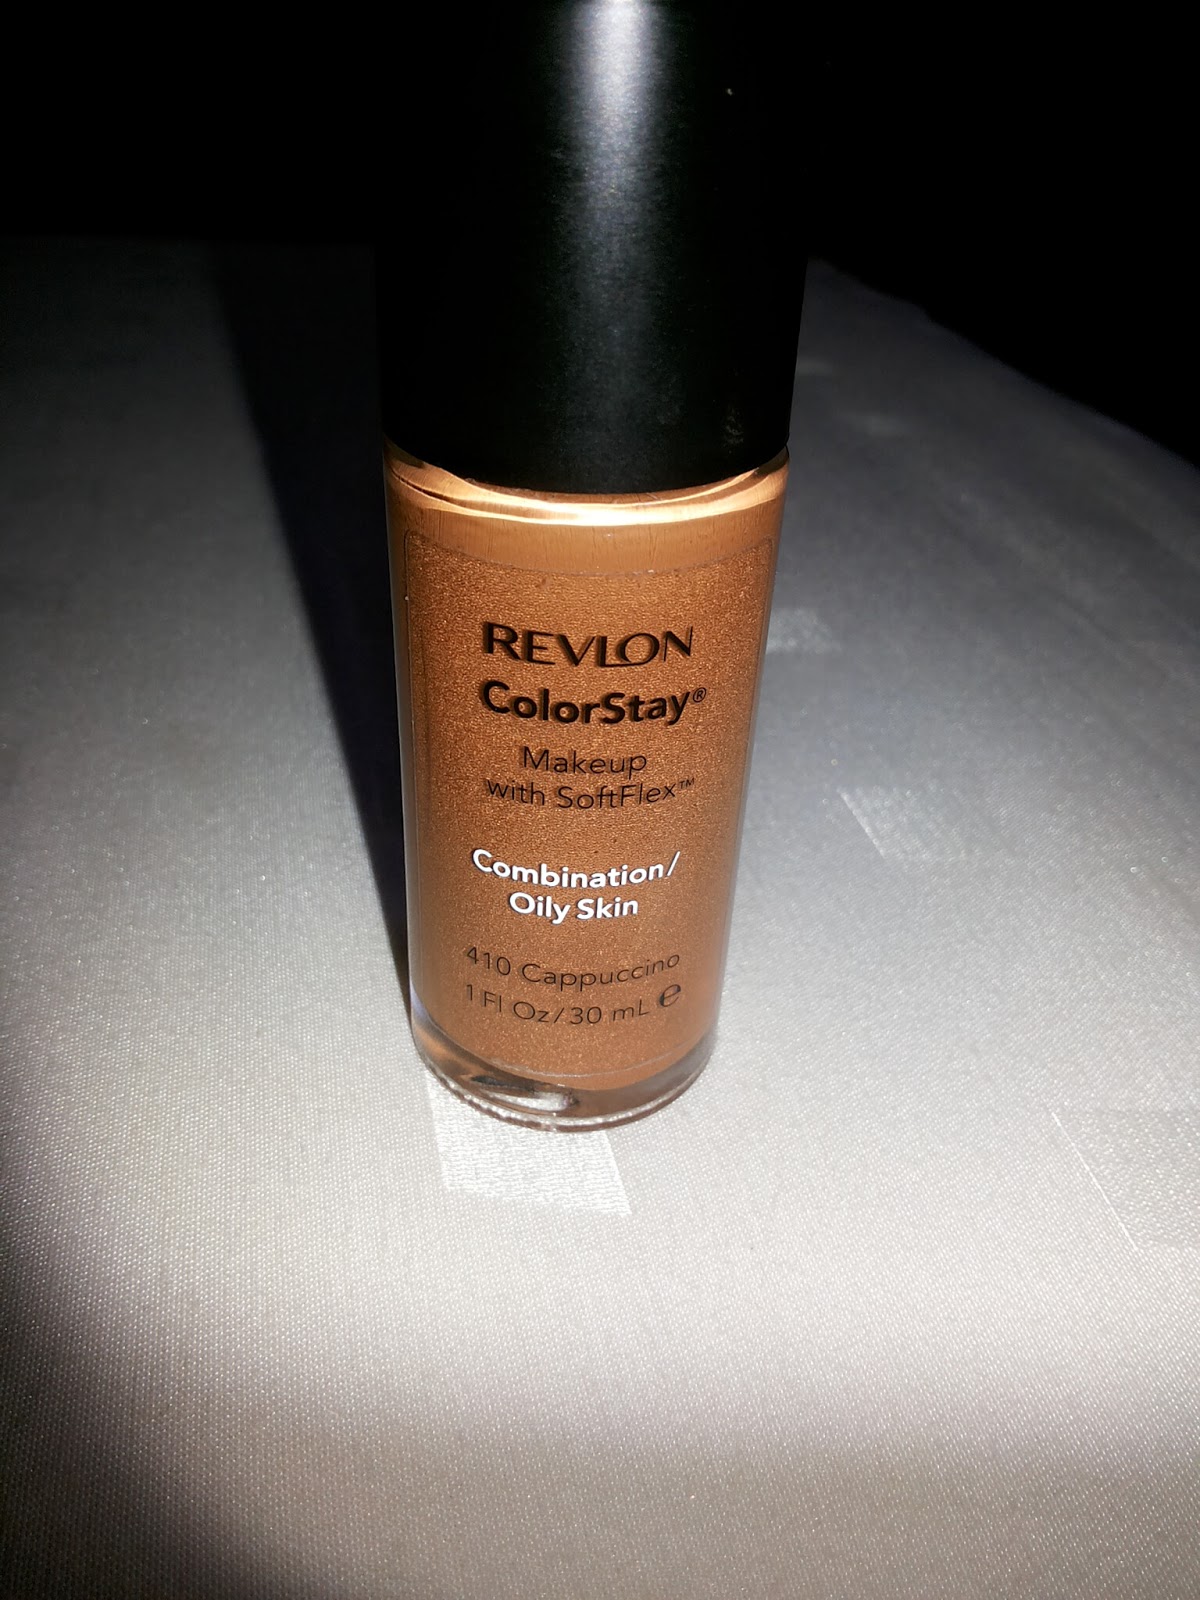 REVLON
ColorStay®
Makeup
with SoftFlex™
Combination/
Oily Skin
410 Cappuccino
1 Fl Oz/30 mL ℮